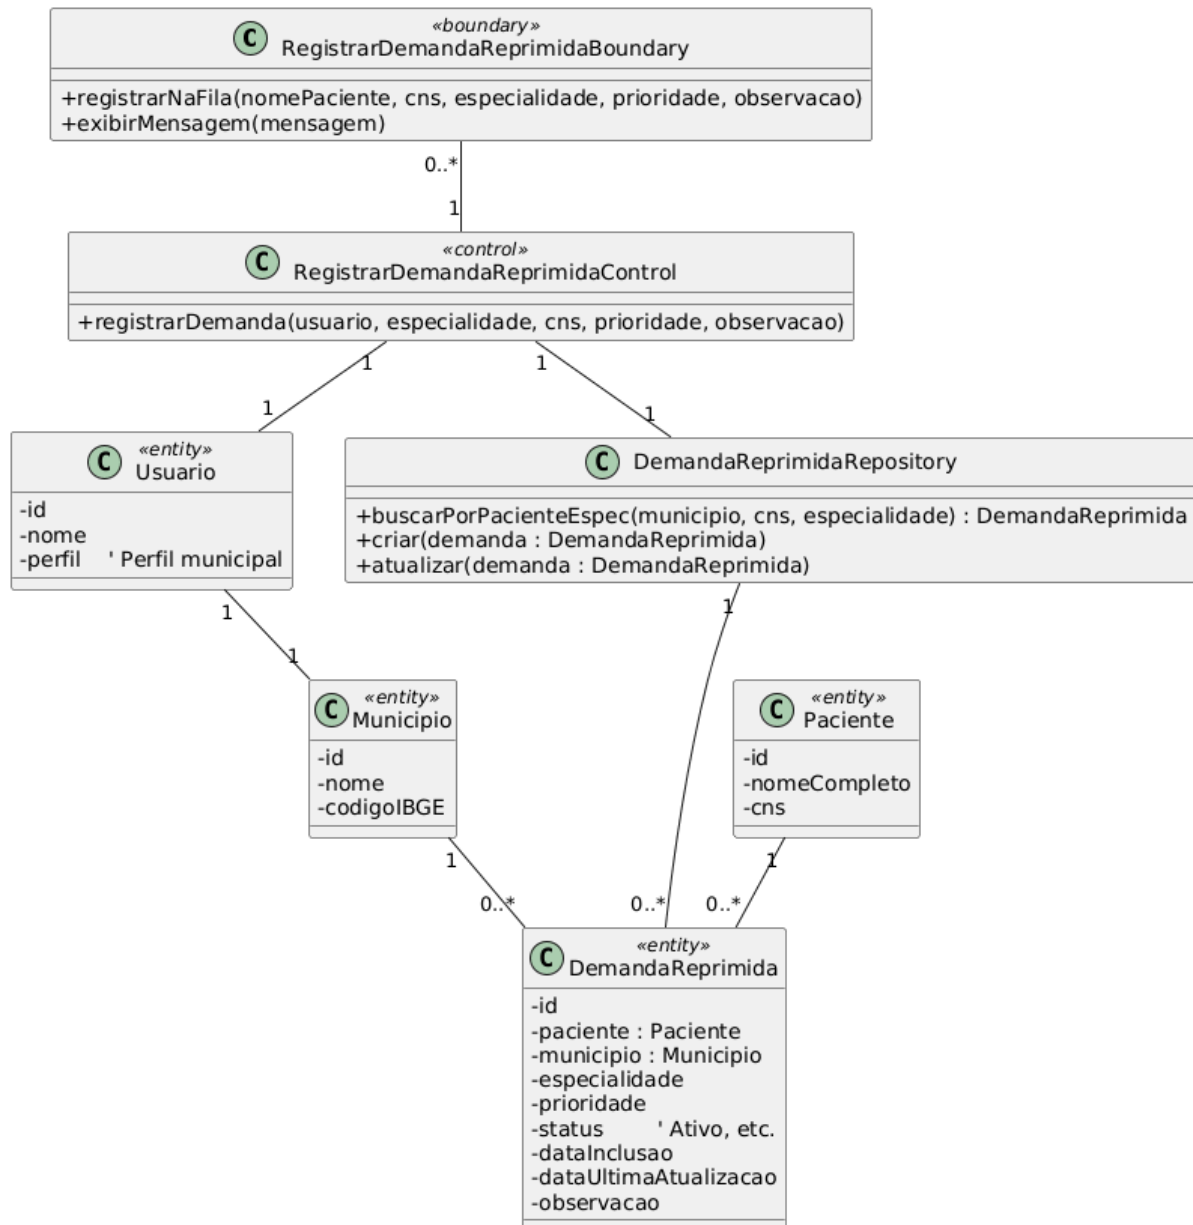 «boundary»
C RegistrarDemandaReprimidaBoundary
+registrarNaFila(nomePaciente, cns, especialidade, prioridade, observacao)
+exibirMensagem(mensagem)
0..*
1
«control»
C RegistrarDemandaReprimidaControl
+registrarDemanda(usuario, especialidade, cns, prioridade, observacao)
1
1
1
1
«entity»
C Usuario
-id
-nome
-perfil    ' Perfil municipal
C DemandaReprimidaRepository
+buscarPorPacienteEspec(municipio, cns, especialidade) : DemandaReprimida
+criar(demanda : DemandaReprimida)
+atualizar(demanda : DemandaReprimida)
1
1
1
«entity»
C Municipio
-id
-nome
-codigoIBGE
«entity»
C Paciente
-id
-nomeCompleto
-cns
1
1
0..*
0..*
0..*
«entity»
C DemandaReprimida
-id
-paciente : Paciente
-municipio : Municipio
-especialidade
-prioridade
-status        ' Ativo, etc.
-dataInclusao
-dataUltimaAtualizacao
-observacao